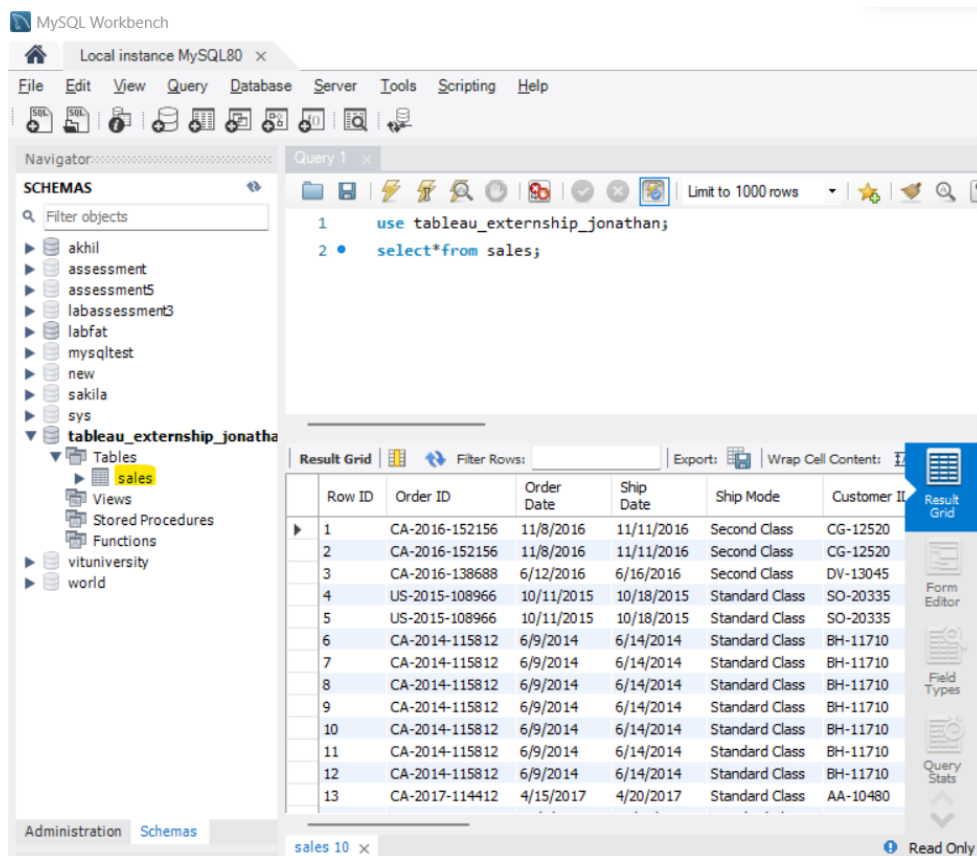 MySQL Workbench
Local instance MySQL80
File Edit View Query Database Server Tools Scripting Help
Navigator
SCHEMAS
Filter objects
akhil
assessment
assessment5
labassessment3
labfat
mysqltest
new
sakila
sys
tableau_externship_jonatha
Tables
sales
Views
Stored Procedures
Functions
vituniversity
world
Administration Schemas
Query 1
Limit to 1000 rows
1 use tableau_externship_jonathan;
2 select*from sales;
Result Grid Filter Rows: Export: Wrap Cell Content:
Row ID Order ID Order Date Ship Date Ship Mode Customer ID
1 CA-2016-152156 11/8/2016 11/11/2016 Second Class CG-12520
2 CA-2016-152156 11/8/2016 11/11/2016 Second Class CG-12520
3 CA-2016-138688 6/12/2016 6/16/2016 Second Class DV-13045
4 US-2015-108966 10/11/2015 10/18/2015 Standard Class SO-20335
5 US-2015-108966 10/11/2015 10/18/2015 Standard Class SO-20335
6 CA-2014-115812 6/9/2014 6/14/2014 Standard Class BH-11710
7 CA-2014-115812 6/9/2014 6/14/2014 Standard Class BH-11710
8 CA-2014-115812 6/9/2014 6/14/2014 Standard Class BH-11710
9 CA-2014-115812 6/9/2014 6/14/2014 Standard Class BH-11710
10 CA-2014-115812 6/9/2014 6/14/2014 Standard Class BH-11710
11 CA-2014-115812 6/9/2014 6/14/2014 Standard Class BH-11710
12 CA-2014-115812 6/9/2014 6/14/2014 Standard Class BH-11710
13 CA-2017-114412 4/15/2017 4/20/2017 Standard Class AA-10480
Result
Grid
Form
Editor
Field
Types
Query
Stats
sales 10
Read Only